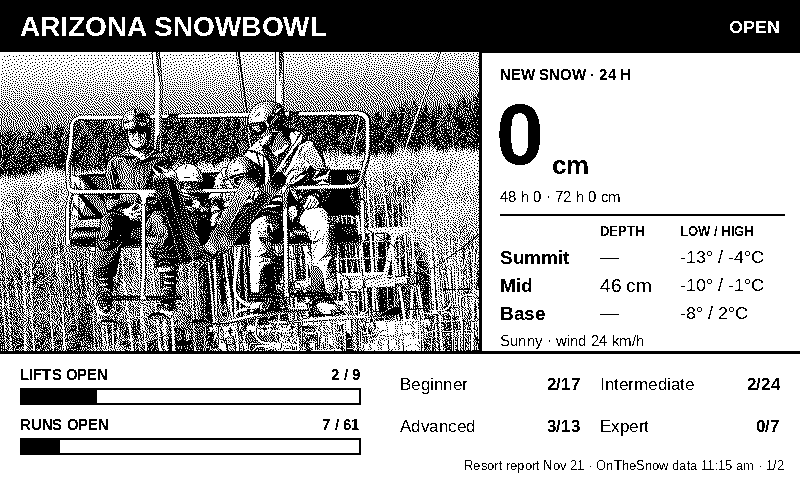 ARIZONA SNOWBOWL
OPEN
NEW SNOW · 24 H
0 cm
48 h 0 · 72 h 0 cm
DEPTH LOW / HIGH
Summit — -13° / -4°C
Mid 46 cm -10° / -1°C
Base — -8° / 2°C
Sunny · wind 24 km/h
LIFTS OPEN 2 / 9
RUNS OPEN 7 / 61
Beginner 2/17 Intermediate 2/24
Advanced 3/13 Expert 0/7
Resort report Nov 21 · OnTheSnow data 11:15 am · 1/2